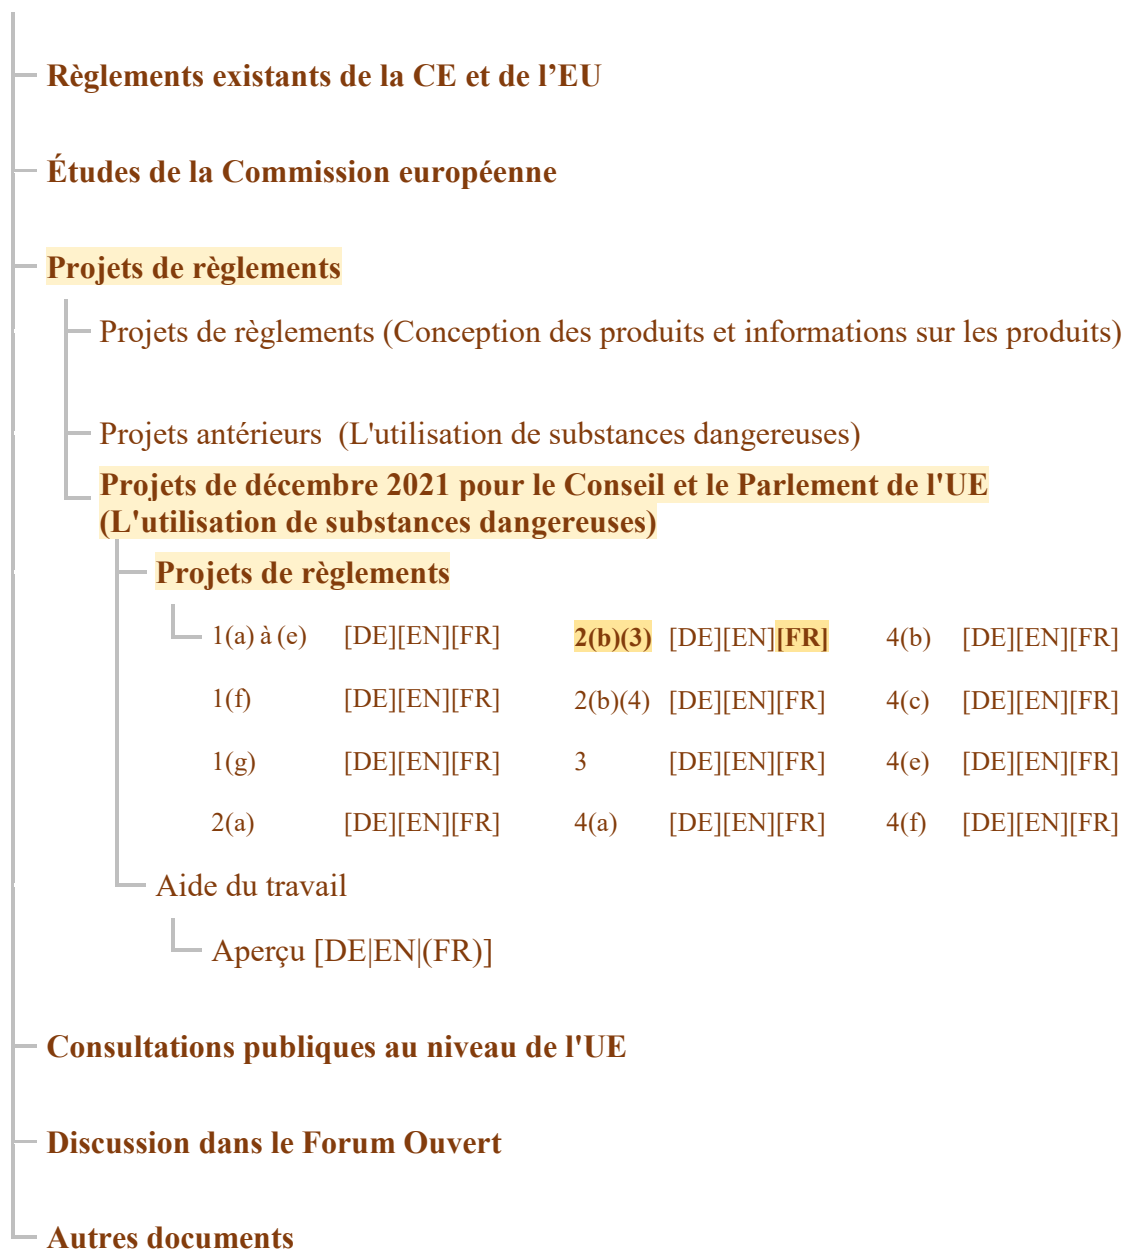 Règlements existants de la CE et de l’EU
Études de la Commission européenne
Projets de règlements
Projets de règlements (Conception des produits et informations sur les produits)
Projets antérieurs  (L'utilisation de substances dangereuses)
Projets de décembre 2021 pour le Conseil et le Parlement de l'UE
(L'utilisation de substances dangereuses)
Projets de règlements
1(a) à (e) [DE][EN][FR] 2(b)(3) [DE][EN][FR] 4(b) [DE][EN][FR]
1(f) [DE][EN][FR] 2(b)(4) [DE][EN][FR] 4(c) [DE][EN][FR]
1(g) [DE][EN][FR] 3 [DE][EN][FR] 4(e) [DE][EN][FR]
2(a) [DE][EN][FR] 4(a) [DE][EN][FR] 4(f) [DE][EN][FR]
Aide du travail
Aperçu [DE|EN|(FR)]
Consultations publiques au niveau de l'UE
Discussion dans le Forum Ouvert
Autres documents